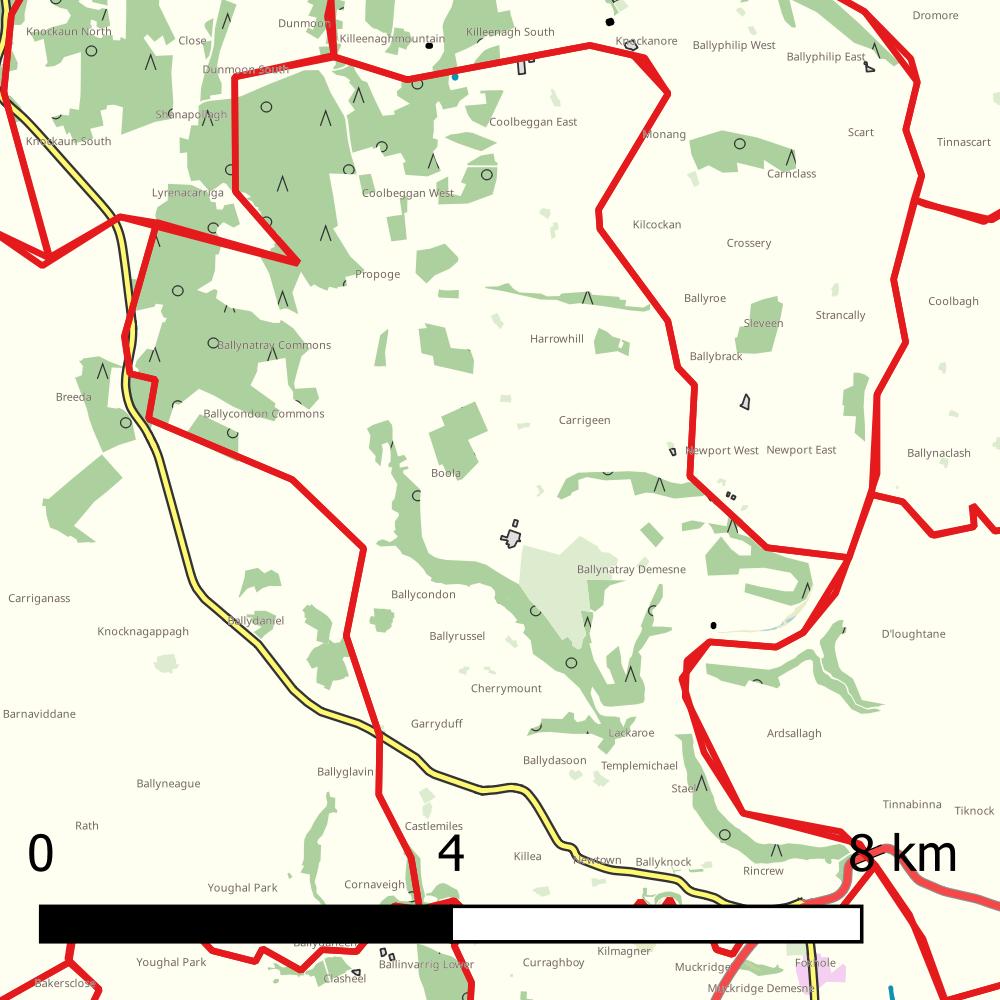 Dromore
Dunmoon
Knockaun North
Killeenagh South
Killeenaghmountain
Close
Knockanore
Ballyphilip West
Ballyphilip East
Dunmoon South
Shanapollagh
Coolbeggan East
Monang
Scart
Knockaun South
Tinnascart
Carnclass
Lyrenacarriga
Coolbeggan West
Kilcockan
Crossery
Propoge
Ballyroe
Coolbagh
Strancally
Sleveen
Harrowhill
Ballynatray Commons
Ballybrack
Breeda
Ballycondon Commons
Carrigeen
Newport West
Newport East
Ballynaclash
Boola
Ballynatray Demesne
Ballycondon
Carriganass
Ballydaniel
Knocknagappagh
Ballyrussel
D'loughtane
Cherrymount
Barnaviddane
Garryduff
Lackaroe
Ardsallagh
Ballydasoon
Templemichael
Ballyglavin
Ballyneague
Stael
Tinnabinna
Tiknock
Rath
Castlemiles
0
4
8 km
Killea
Newtown
Ballyknock
Rincrew
Youghal Park
Cornaveigh
Kilmagner
Youghal Park
Ballinvarrig Lower
Curraghboy
Muckridge
Foxhole
Clasheel
Bakersclose
Muckridge Demesne